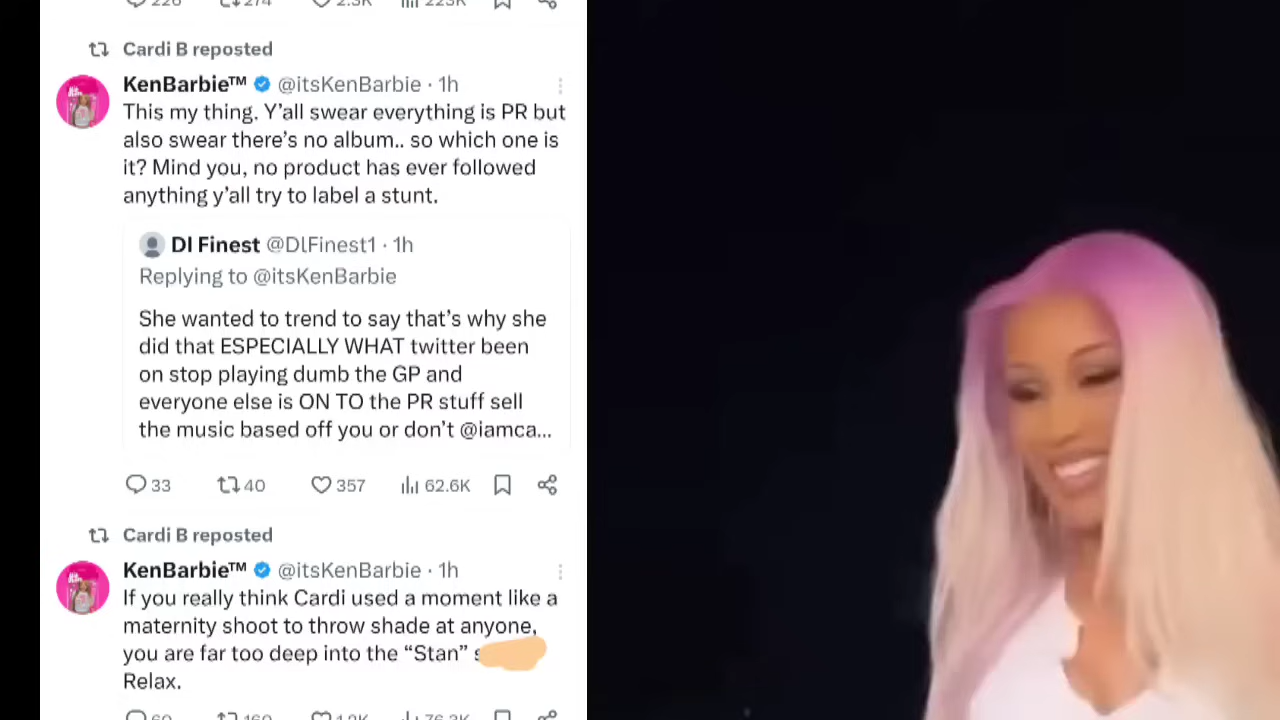 226 274 2.3K 223K
Cardi B reposted
KenBarbie™ @itsKenBarbie · 1h
This my thing. Y’all swear everything is PR but
also swear there’s no album.. so which one is
it? Mind you, no product has ever followed
anything y’all try to label a stunt.
Dl Finest @DlFinest1 · 1h
Replying to @itsKenBarbie
She wanted to trend to say that’s why she
did that ESPECIALLY WHAT twitter been
on stop playing dumb the GP and
everyone else is ON TO the PR stuff sell
the music based off you or don’t @iamca...
33 40 357 62.6K
Cardi B reposted
KenBarbie™ @itsKenBarbie · 1h
If you really think Cardi used a moment like a
maternity shoot to throw shade at anyone,
you are far too deep into the “Stan”
Relax.